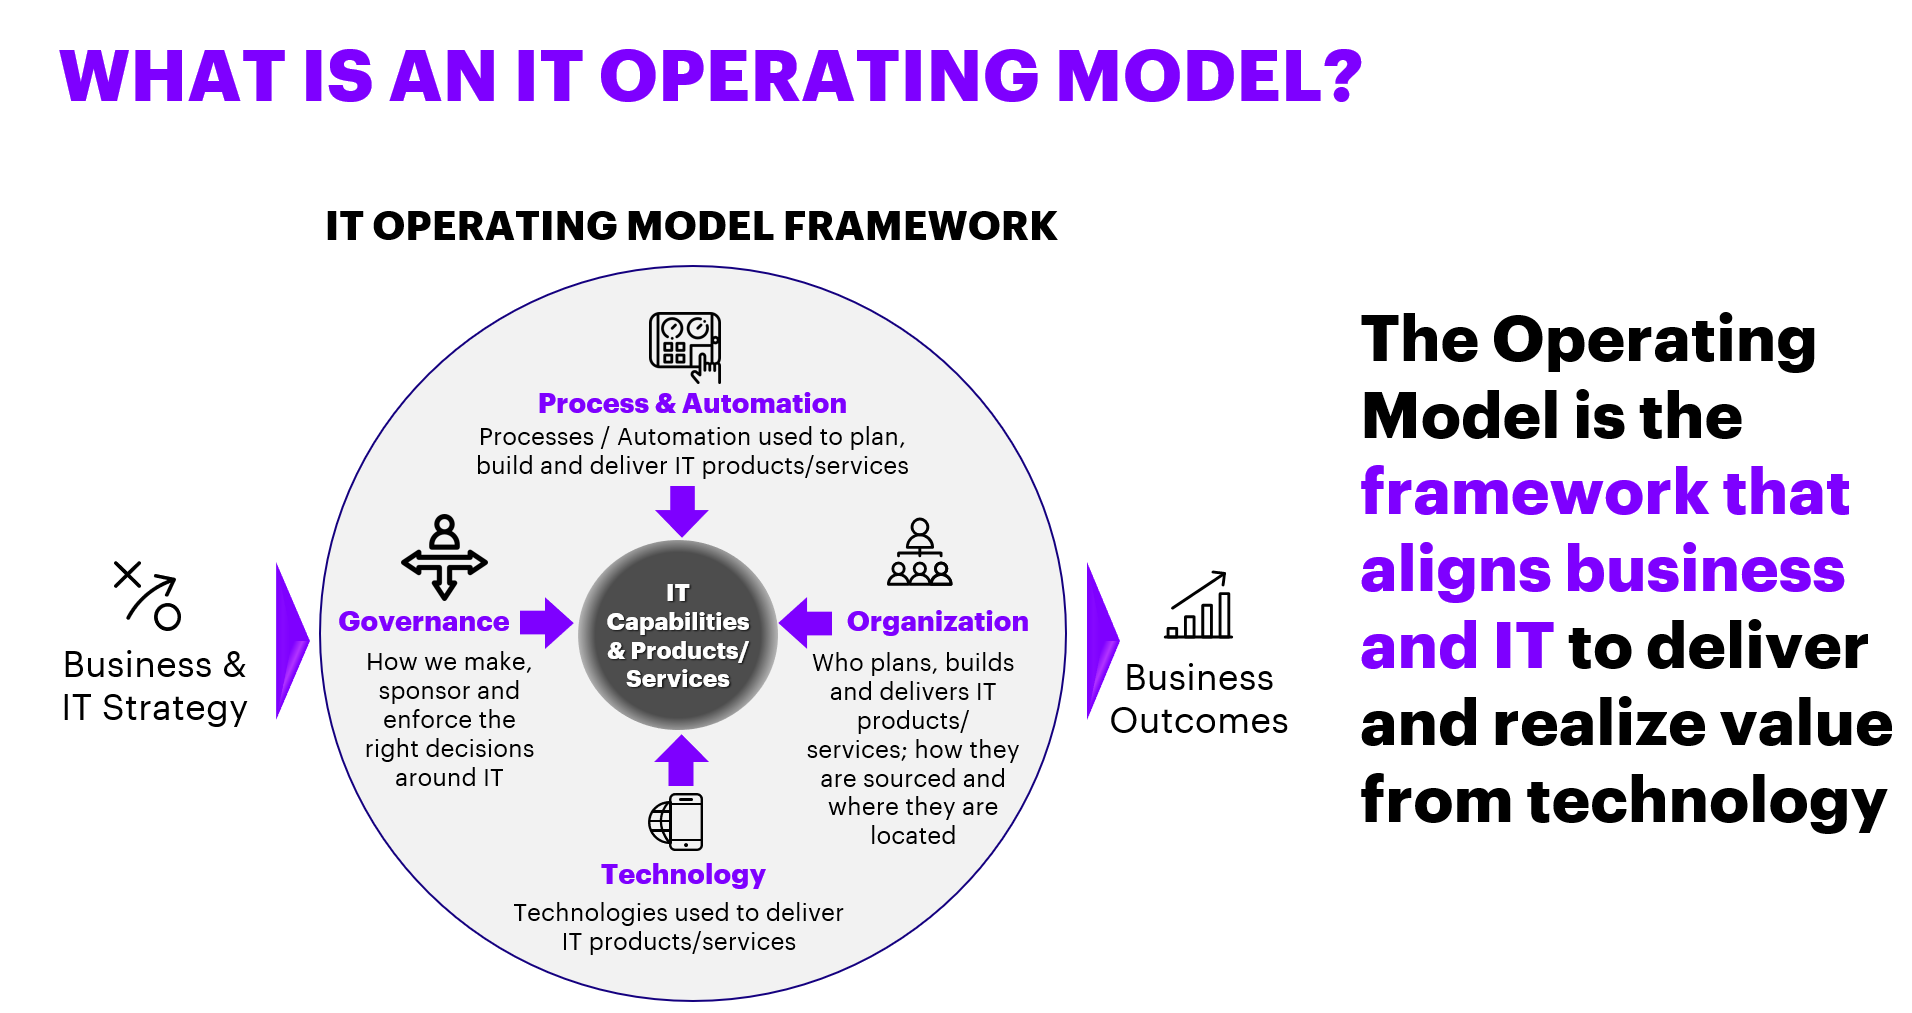 WHAT IS AN IT OPERATING MODEL?
IT OPERATING MODEL FRAMEWORK
Process & Automation
Processes / Automation used to plan,
build and deliver IT products/services
Business &
IT Strategy
Governance
How we make,
sponsor and
enforce the
right decisions
around IT
IT
Capabilities
& Products/
Services
Organization
Who plans, builds
and delivers IT
products/
services; how they
are sourced and
where they are
located
Technology
Technologies used to deliver
IT products/services
Business
Outcomes
The Operating
Model is the
framework that
aligns business
and IT to deliver
and realize value
from technology